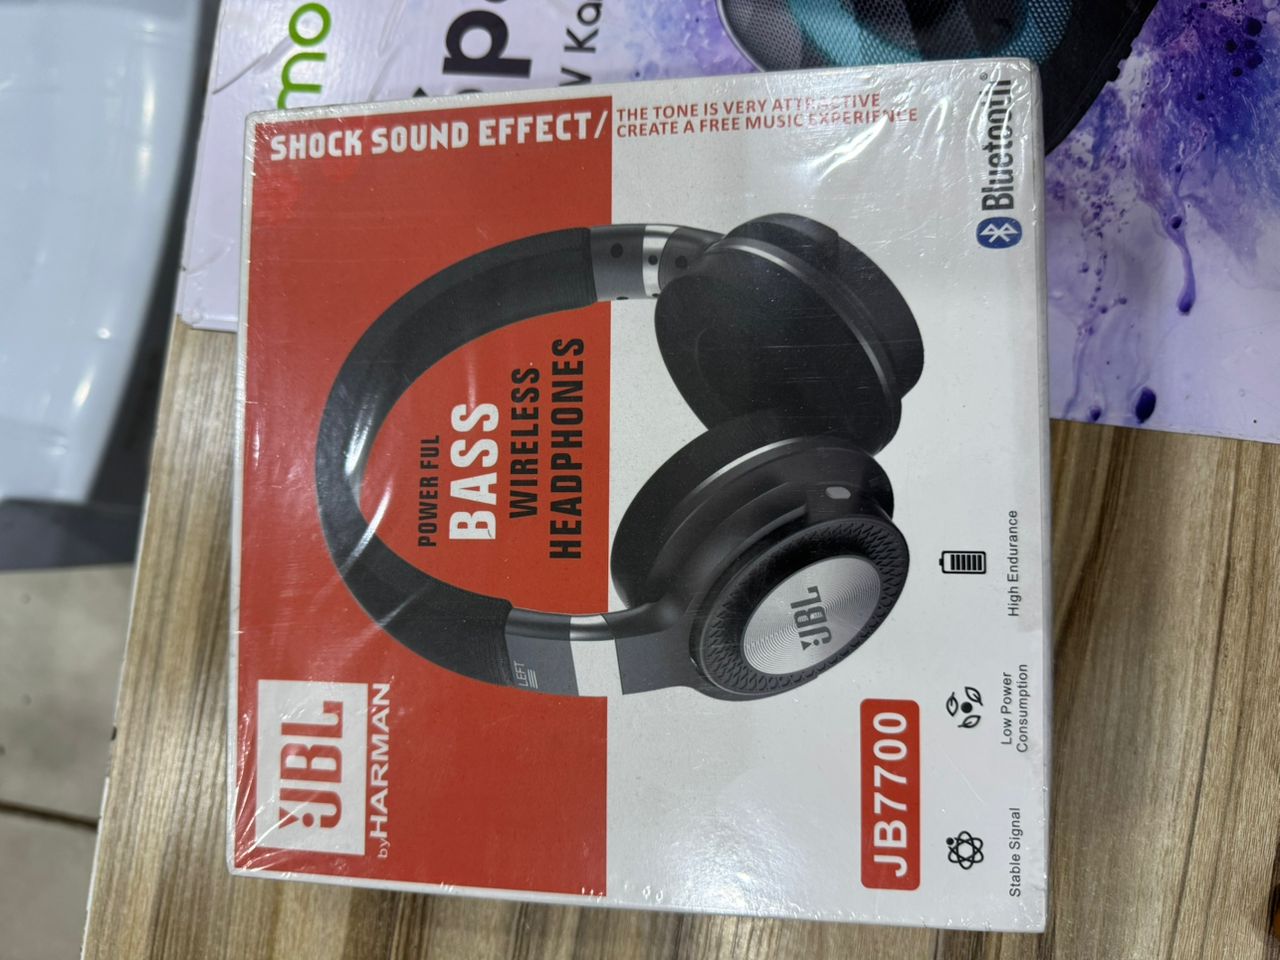 SHOCK SOUND EFFECT/
THE TONE IS VERY ATTRACTIVE
CREATE A FREE MUSIC EXPERIENCE
Bluetooth®
JBL
by HARMAN
POWER FUL
BASS
WIRELESS
HEADPHONES
LEFT
JBL
JB7700
Stable Signal
Low Power
Consumption
High Endurance
mo